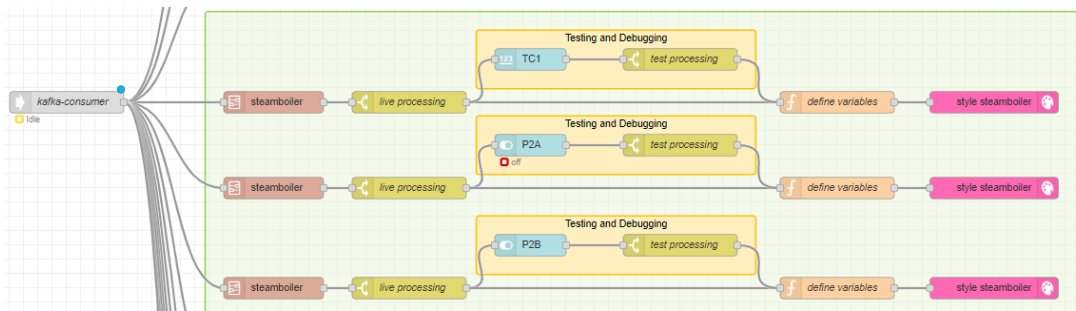 Testing and Debugging
123 TC1 test processing
kafka-consumer steamboiler live processing define variables style steamboiler
Idle
Testing and Debugging
P2A test processing
off
steamboiler live processing define variables style steamboiler
Testing and Debugging
P2B test processing
steamboiler live processing define variables style steamboiler